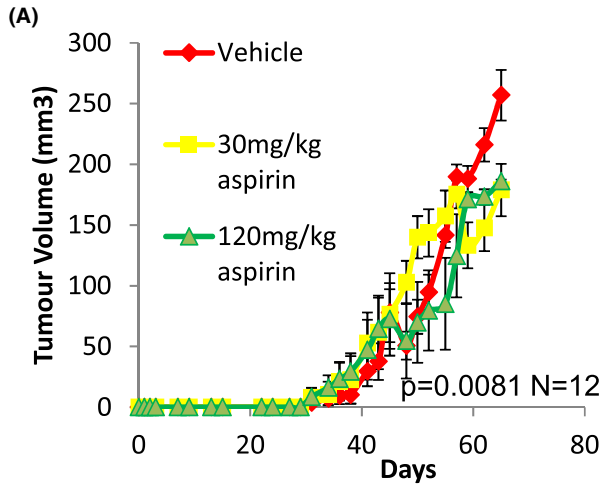 (A)
300
250
200
150
100
50
0
Tumour Volume (mm3)
Vehicle
30mg/kg
aspirin
120mg/kg
aspirin
p=0.0081 N=12
0 20 40 60 80
Days